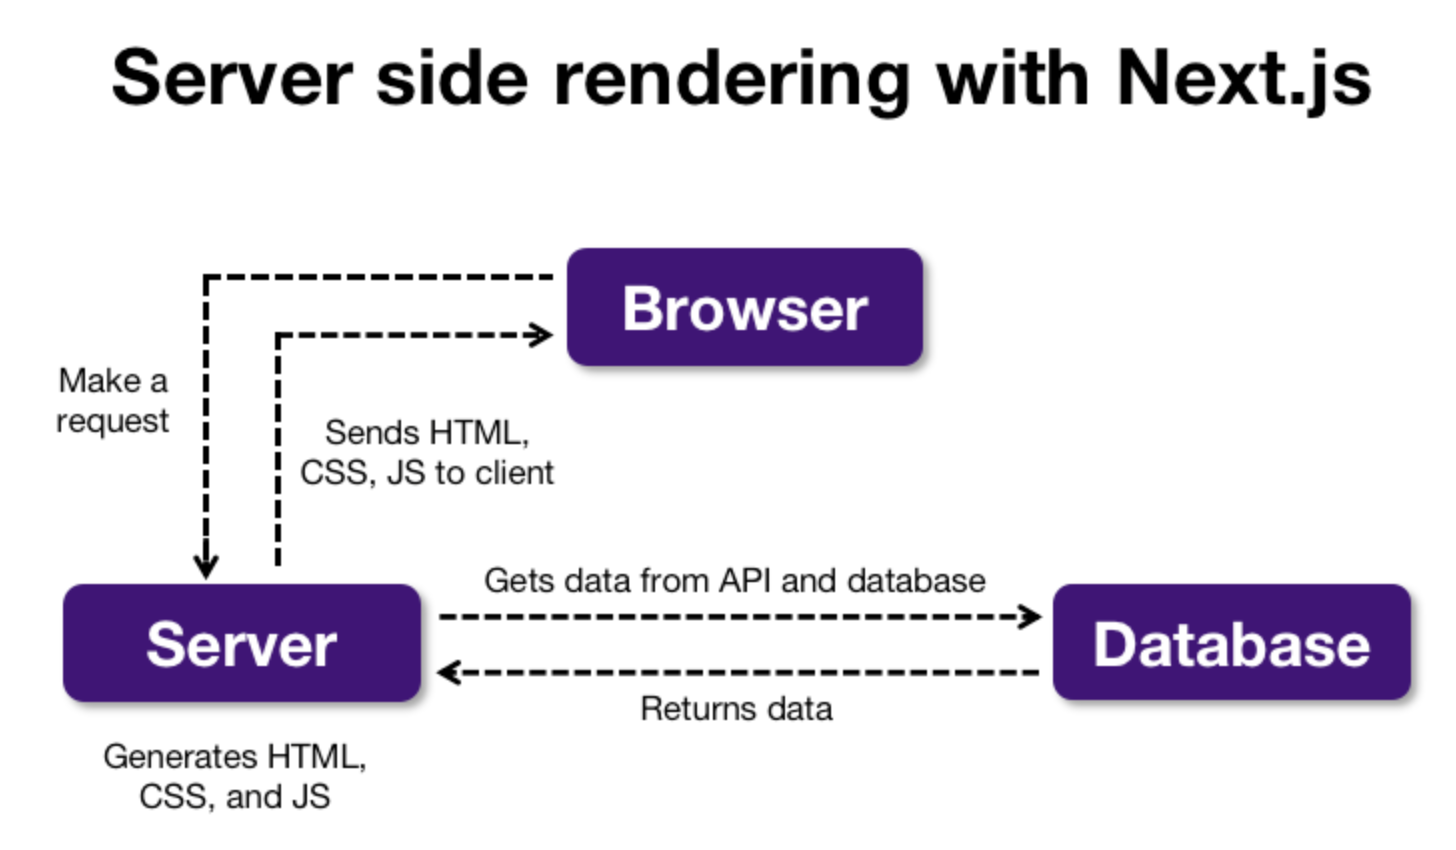 Server side rendering with Next.js
Browser
Make a
request
Sends HTML,
CSS, JS to client
Gets data from API and database
Server
Database
Returns data
Generates HTML,
CSS, and JS